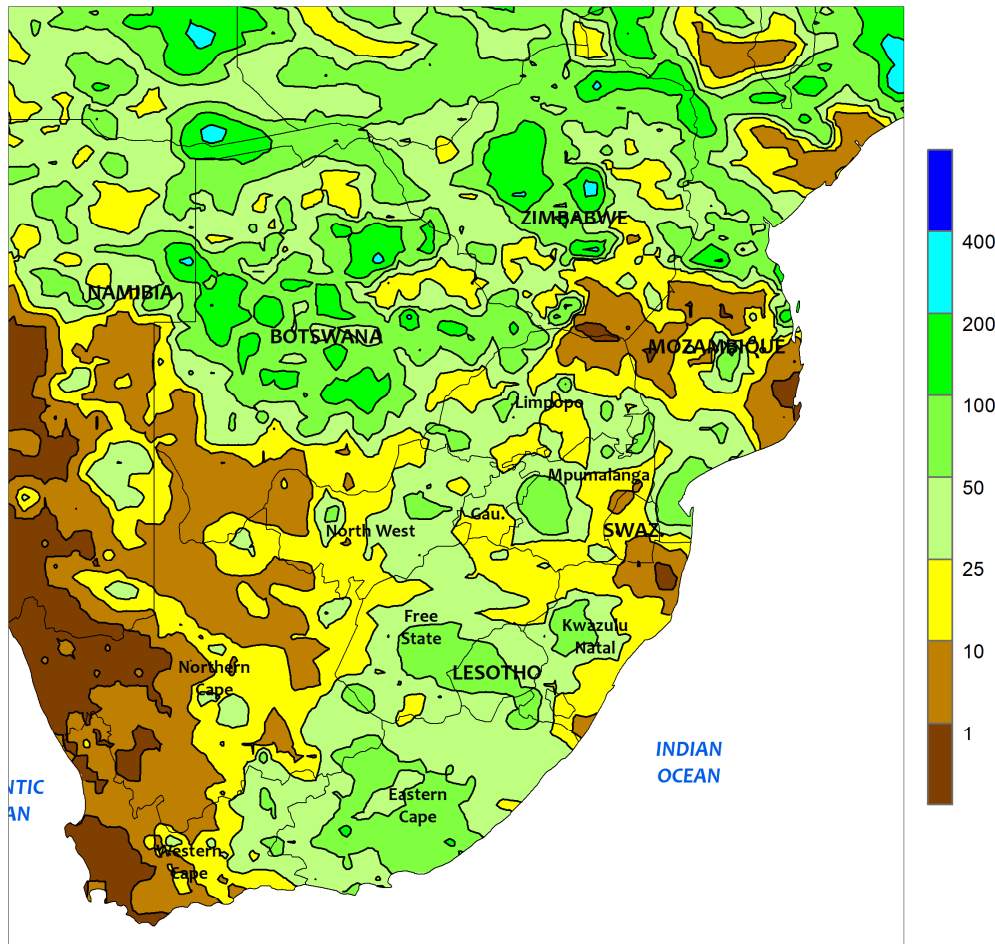 ZIMBABWE
NAMIBIA
BOTSWANA
MOZAMBIQUE
Limpopo
Mpumalanga
Gau.
North West
SWAZ.
Free
State
Kwazulu
Natal
LESOTHO
Northern
Cape
INDIAN
OCEAN
NTIC
AN
Eastern
Cape
Western
Cape
400
200
100
50
25
10
1